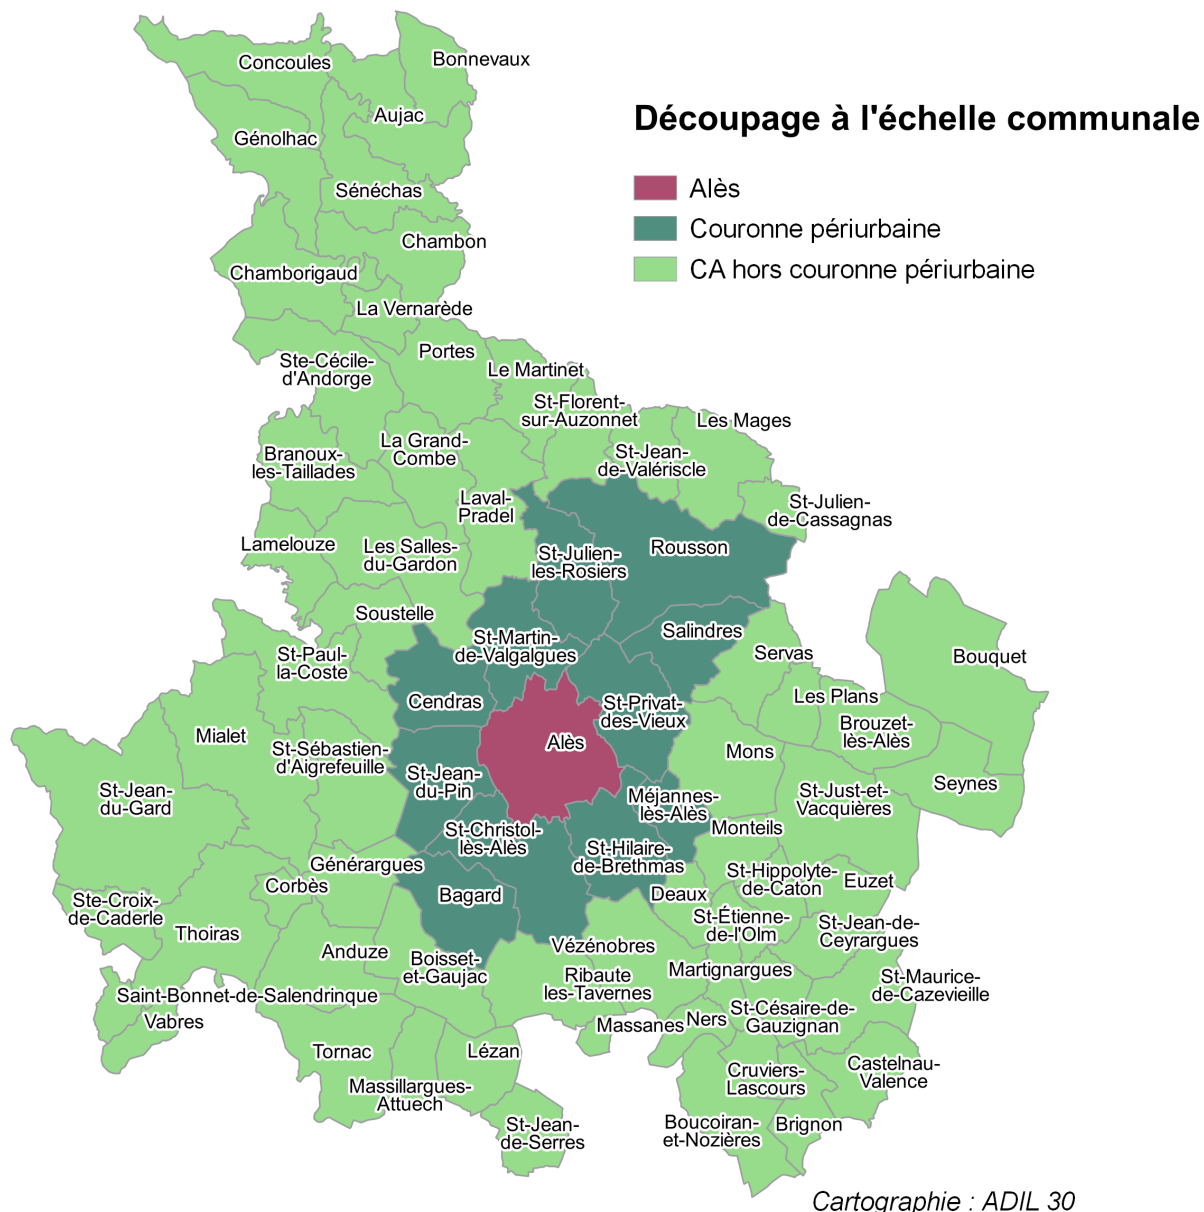 Découpage à l'échelle communale
Alès
Couronne périurbaine
CA hors couronne périurbaine
Concoules
Bonnevaux
Aujac
Génolhac
Sénéchas
Chambon
Chamborigaud
La Vernarède
Portes
Ste-Cécile-
d'Andorge
Le Martinet
St-Florent-
sur-Auzonnet
Les Mages
La Grand-
Combe
Branoux-
les-Taillades
St-Jean-
de-Valériscle
Laval-
Pradel
St-Julien-
de-Cassagnas
Lamelouze
Les Salles-
du-Gardon
St-Julien-
les-Rosiers
Rousson
Soustelle
Salindres
St-Martin-
de-Valgalgues
St-Paul-
la-Coste
Servas
Bouquet
Cendras
Les Plans
St-Privat-
des-Vieux
Brouzet-
lès-Alès
Mialet
Alès
St-Sébastien-
d'Aigrefeuille
Mons
St-Jean-
du-Pin
Seynes
St-Jean-
du-Gard
St-Just-et-
Vacquières
Méjannes-
lès-Alès
Monteils
St-Christol-
lès-Alès
St-Hilaire-
de-Brethmas
Générargues
St-Hippolyte-
de-Caton
Euzet
Corbès
Bagard
Deaux
Ste-Croix-
de-Caderle
St-Étienne-
de-l'Olm
St-Jean-de-
Ceyrargues
Thoiras
Vézénobres
Anduze
Boisset-
et-Gaujac
Martignargues
Ribaute
les-Tavernes
St-Maurice-
de-Cazevieille
Saint-Bonnet-de-Salendrinque
Vabres
St-Césaire-de-
Gauzignan
Massanes
Ners
Tornac
Lézan
Cruviers-
Lascours
Castelnau-
Valence
Massillargues-
Attuech
St-Jean-
de-Serres
Boucoiran-
et-Nozières
Brignon
Cartographie : ADIL 30